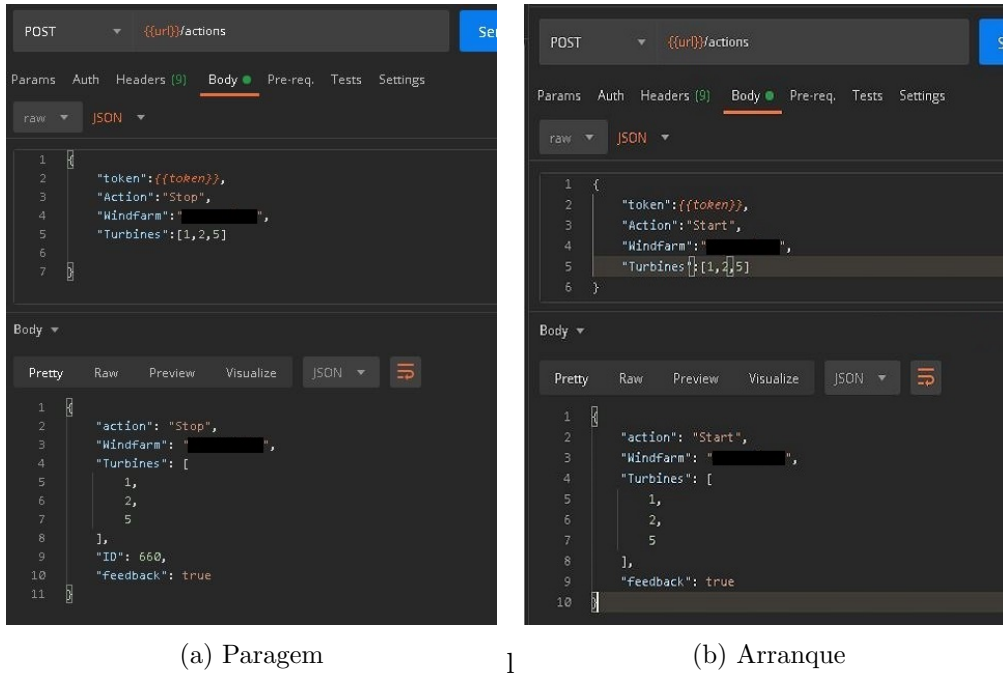 POST {{url}}/actions Se
Params Auth Headers (9) Body Pre-req. Tests Settings
raw JSON
1 {
2 "token":{{token}},
3 "Action":"Stop",
4 "Windfarm":" ",
5 "Turbines":[1,2,5]
6
7 }
Body
Pretty Raw Preview Visualize JSON
1 {
2 "action": "Stop",
3 "Windfarm": " ",
4 "Turbines": [
5 1,
6 2,
7 5
8 ],
9 "ID": 660,
10 "feedback": true
11 }
(a) Paragem
l
POST {{url}}/actions S
Params Auth Headers (9) Body Pre-req. Tests Settings
raw JSON
1 {
2 "token":{{token}},
3 "Action":"Start",
4 "Windfarm":" ",
5 "Turbines":[1,2,5]
6 }
Body
Pretty Raw Preview Visualize JSON
1 {
2 "action": "Start",
3 "Windfarm": " ",
4 "Turbines": [
5 1,
6 2,
7 5
8 ],
9 "feedback": true
10 }
(b) Arranque